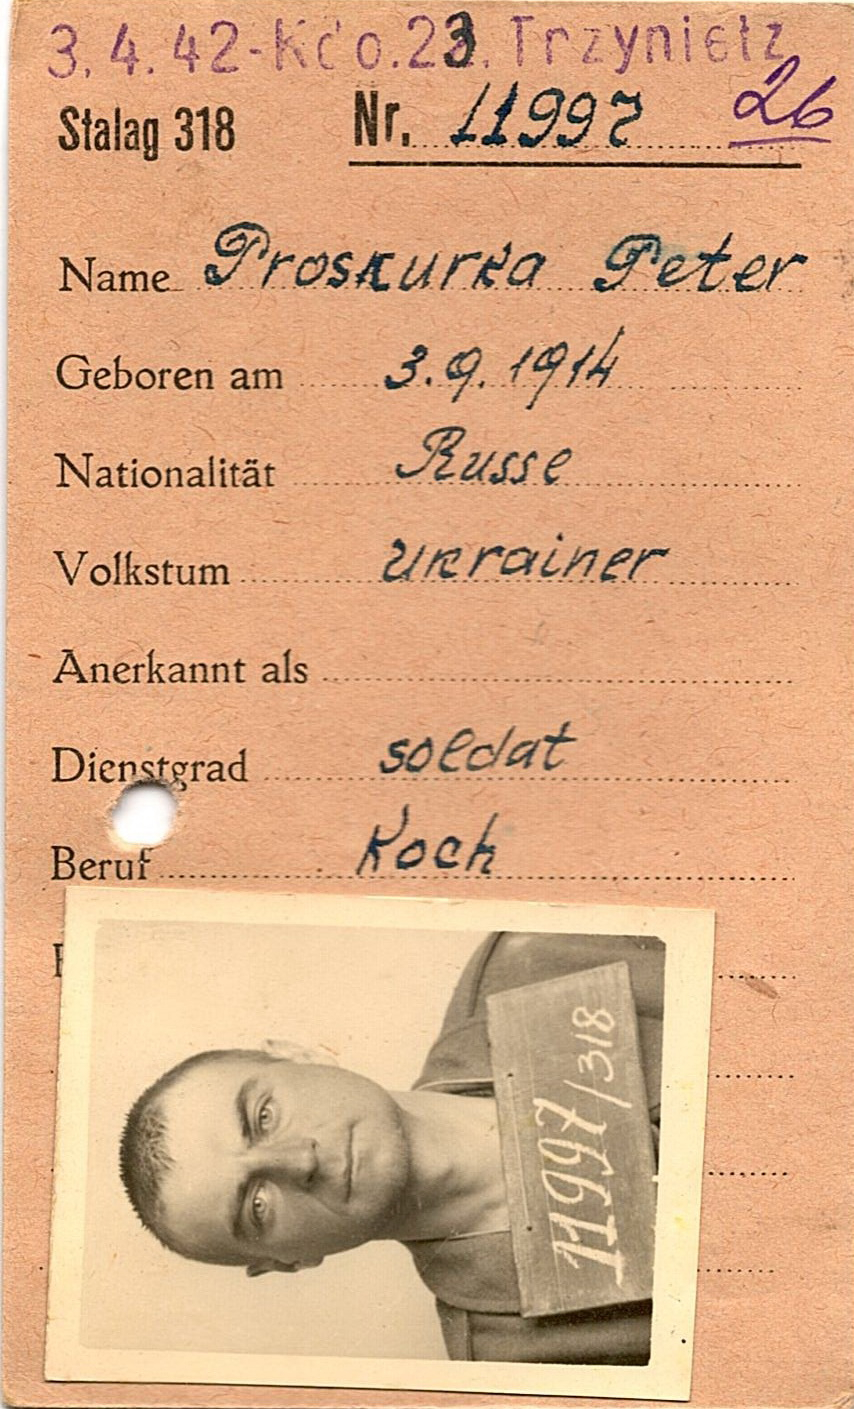 3.4.42-Kdo.23. Trzynietz
26
Stalag 318 Nr. 11997
Name Proskurka Peter
Geboren am 3.9.1914
Nationalität Russe
Volkstum Ukrainer
Anerkannt als
Dienstgrad soldat
Beruf Koch
11997/318